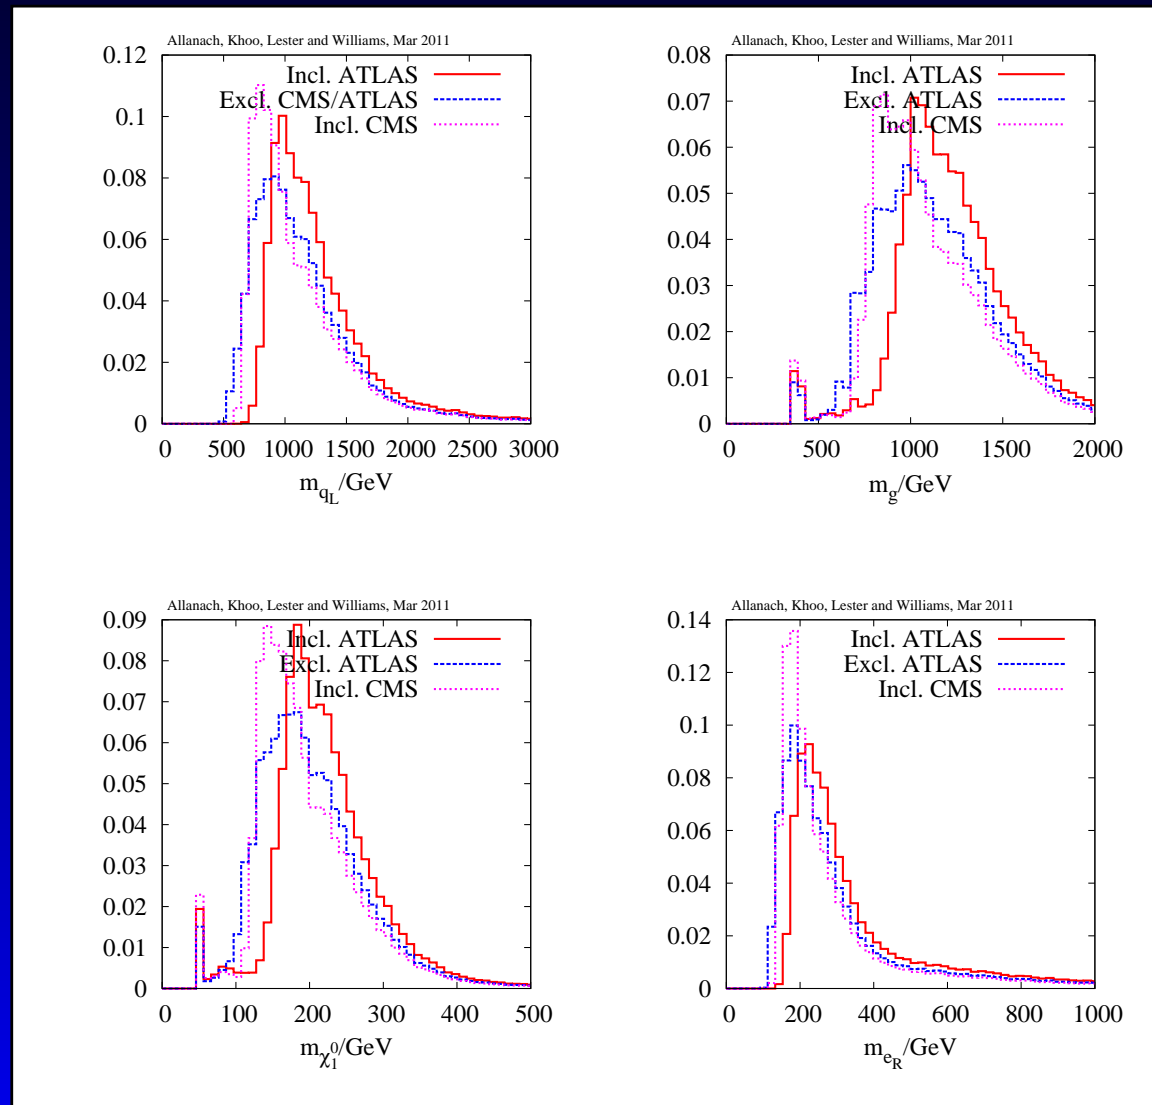 Allanach, Khoo, Lester and Williams, Mar 2011
Incl. ATLAS
Excl. CMS/ATLAS
Incl. CMS
0.12
0.1
0.08
0.06
0.04
0.02
0
0 500 1000 1500 2000 2500 3000
m_{q_L}/GeV
Allanach, Khoo, Lester and Williams, Mar 2011
Incl. ATLAS
Excl. ATLAS
Incl. CMS
0.08
0.07
0.06
0.05
0.04
0.03
0.02
0.01
0
0 500 1000 1500 2000
m_g/GeV
Allanach, Khoo, Lester and Williams, Mar 2011
Incl. ATLAS
Excl. ATLAS
Incl. CMS
0.09
0.08
0.07
0.06
0.05
0.04
0.03
0.02
0.01
0
0 100 200 300 400 500
m_{χ_1^0}/GeV
Allanach, Khoo, Lester and Williams, Mar 2011
Incl. ATLAS
Excl. ATLAS
Incl. CMS
0.14
0.12
0.1
0.08
0.06
0.04
0.02
0
0 200 400 600 800 1000
m_{e_R}/GeV